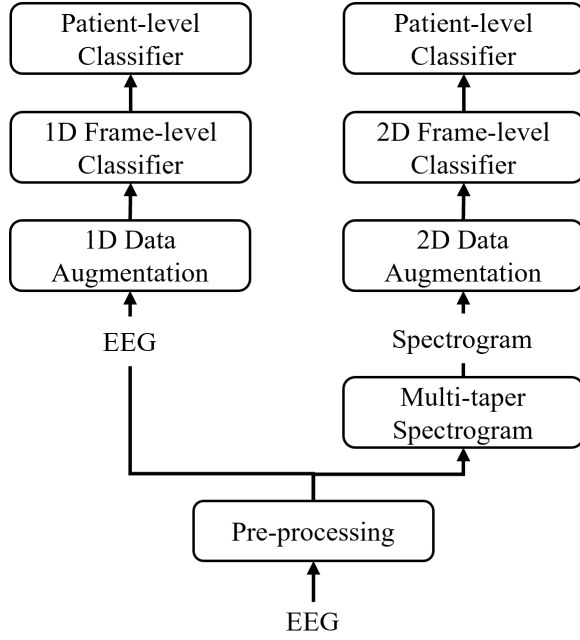 Patient-level
Classifier
Patient-level
Classifier
1D Frame-level
Classifier
2D Frame-level
Classifier
1D Data
Augmentation
2D Data
Augmentation
EEG
Spectrogram
Multi-taper
Spectrogram
Pre-processing
EEG